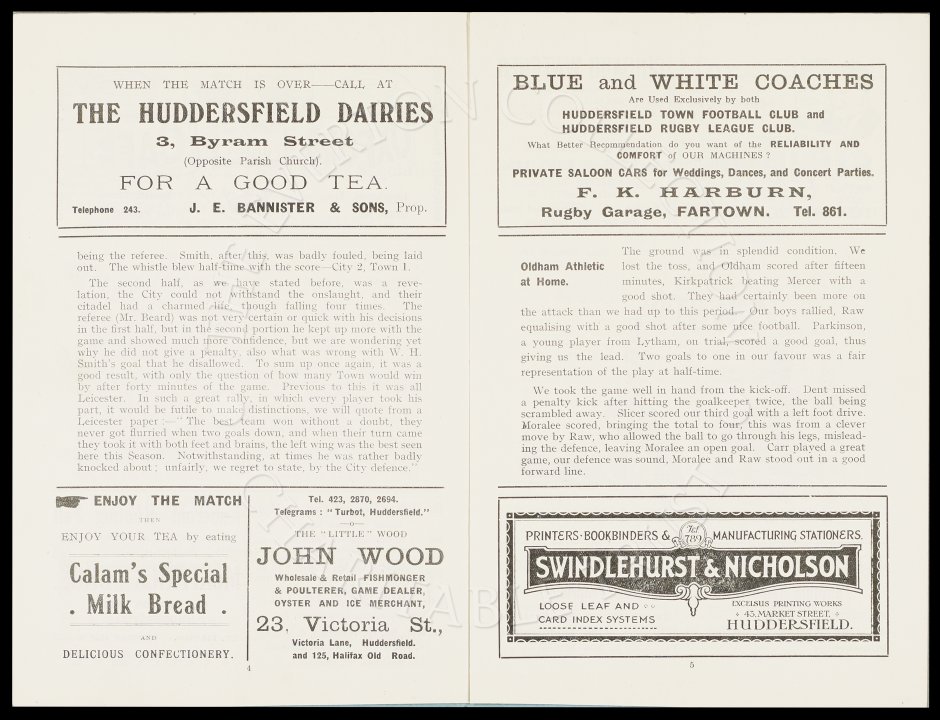 WHEN THE MATCH IS OVER——CALL AT
THE HUDDERSFIELD DAIRIES
3, Byram Street
(Opposite Parish Church).
FOR A GOOD TEA.
Telephone 243. J. E. BANNISTER & SONS, Prop.
being the referee. Smith, after this, was badly fouled, being laid
out. The whistle blew half-time with the score—City 2, Town 1.
The second half, as we have stated before, was a reve-
lation, the City could not withstand the onslaught, and their
citadel had a charmed life, though falling four times. The
referee (Mr. Beard) was not very certain or quick with his decisions
in the first half, but in the second portion he kept up more with the
game and showed much more confidence, but we are wondering yet
why he did not give a penalty, also what was wrong with W. H.
Smith's goal that he disallowed. To sum up once again, it was a
good result, with only the question of how many Town would win
by after forty minutes of the game. Previous to this it was all
Leicester. In such a great rally, in which every player took his
part, it would be futile to make distinctions, we will quote from a
Leicester paper:—"The best team won without a doubt, they
never got flurried when two goals down, and when their turn came
they took it with both feet and brains, the left wing was the best seen
here this Season. Notwithstanding, at times he was rather badly
knocked about; unfairly, we regret to state, by the City defence."
ENJOY THE MATCH
THEN
ENJOY YOUR TEA by eating
Calam's Special
. Milk Bread .
AND
DELICIOUS CONFECTIONERY.
Tel. 423, 2870, 2694.
Telegrams: "Turbot, Huddersfield."
THE "LITTLE" WOOD
JOHN WOOD
Wholesale & Retail FISHMONGER
& POULTERER, GAME DEALER,
OYSTER AND ICE MERCHANT,
23, Victoria St.,
Victoria Lane, Huddersfield.
and 125, Halifax Old Road.
4
BLUE and WHITE COACHES
Are Used Exclusively by both
HUDDERSFIELD TOWN FOOTBALL CLUB and
HUDDERSFIELD RUGBY LEAGUE CLUB.
What Better Recommendation do you want of the RELIABILITY AND
COMFORT of OUR MACHINES?
PRIVATE SALOON CARS for Weddings, Dances, and Concert Parties.
F. K. HARBURN,
Rugby Garage, FARTOWN. Tel. 861.
Oldham Athletic
at Home.
The ground was in splendid condition. We
lost the toss, and Oldham scored after fifteen
minutes, Kirkpatrick beating Mercer with a
good shot. They had certainly been more on
the attack than we had up to this period. Our boys rallied, Raw
equalising with a good shot after some nice football. Parkinson,
a young player from Lytham, on trial, scored a good goal, thus
giving us the lead. Two goals to one in our favour was a fair
representation of the play at half-time.
We took the game well in hand from the kick-off. Dent missed
a penalty kick after hitting the goalkeeper twice, the ball being
scrambled away. Slicer scored our third goal with a left foot drive.
Moralee scored, bringing the total to four, this was from a clever
move by Raw, who allowed the ball to go through his legs, mislead-
ing the defence, leaving Moralee an open goal. Carr played a great
game, our defence was sound, Moralee and Raw stood out in a good
forward line.
PRINTERS·BOOKBINDERS & Tel 789 MANUFACTURING STATIONERS.
SWINDLEHURST & NICHOLSON
LOOSE LEAF AND
CARD INDEX SYSTEMS
EXCELSUS PRINTING WORKS
45, MARKET STREET,
HUDDERSFIELD.
5